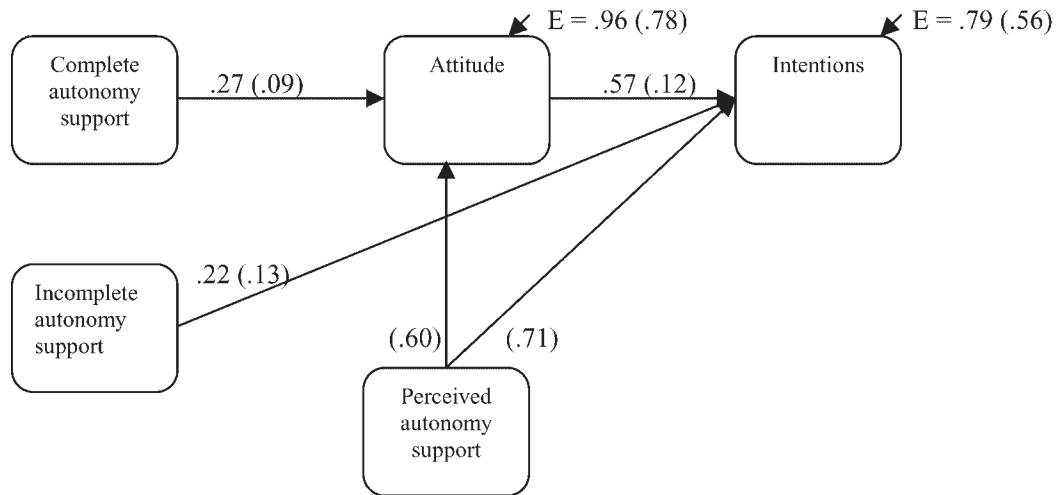 E = .96 (.78)
E = .79 (.56)
Complete
autonomy
support
.27 (.09)
Attitude
.57 (.12)
Intentions
.22 (.13)
Incomplete
autonomy
support
(.60)
(.71)
Perceived
autonomy
support